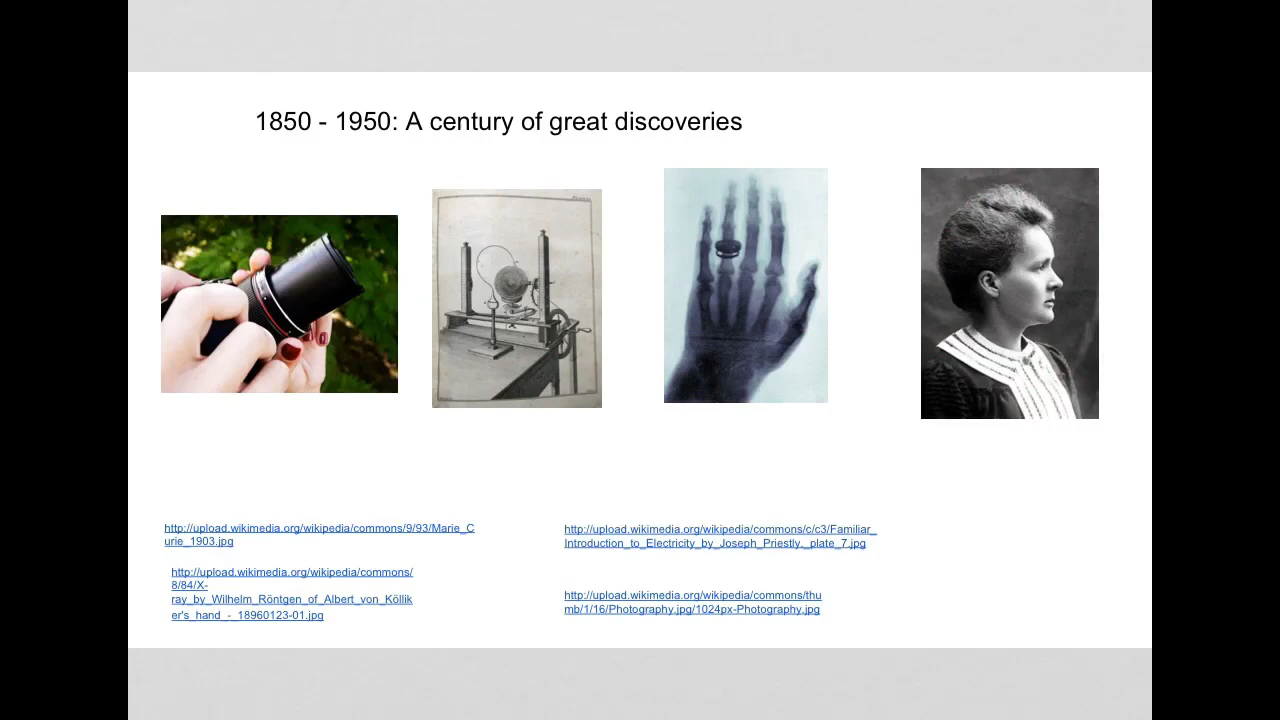 1850 - 1950: A century of great discoveries
http://upload.wikimedia.org/wikipedia/commons/9/93/Marie_C
urie_1903.jpg
http://upload.wikimedia.org/wikipedia/commons/
8/84/X-
ray_by_Wilhelm_Röntgen_of_Albert_von_Köllik
er's_hand_-_18960123-01.jpg
http://upload.wikimedia.org/wikipedia/commons/c/c3/Familiar_
Introduction_to_Electricity_by_Joseph_Priestly,_plate_7.jpg
http://upload.wikimedia.org/wikipedia/commons/thu
mb/1/16/Photography.jpg/1024px-Photography.jpg